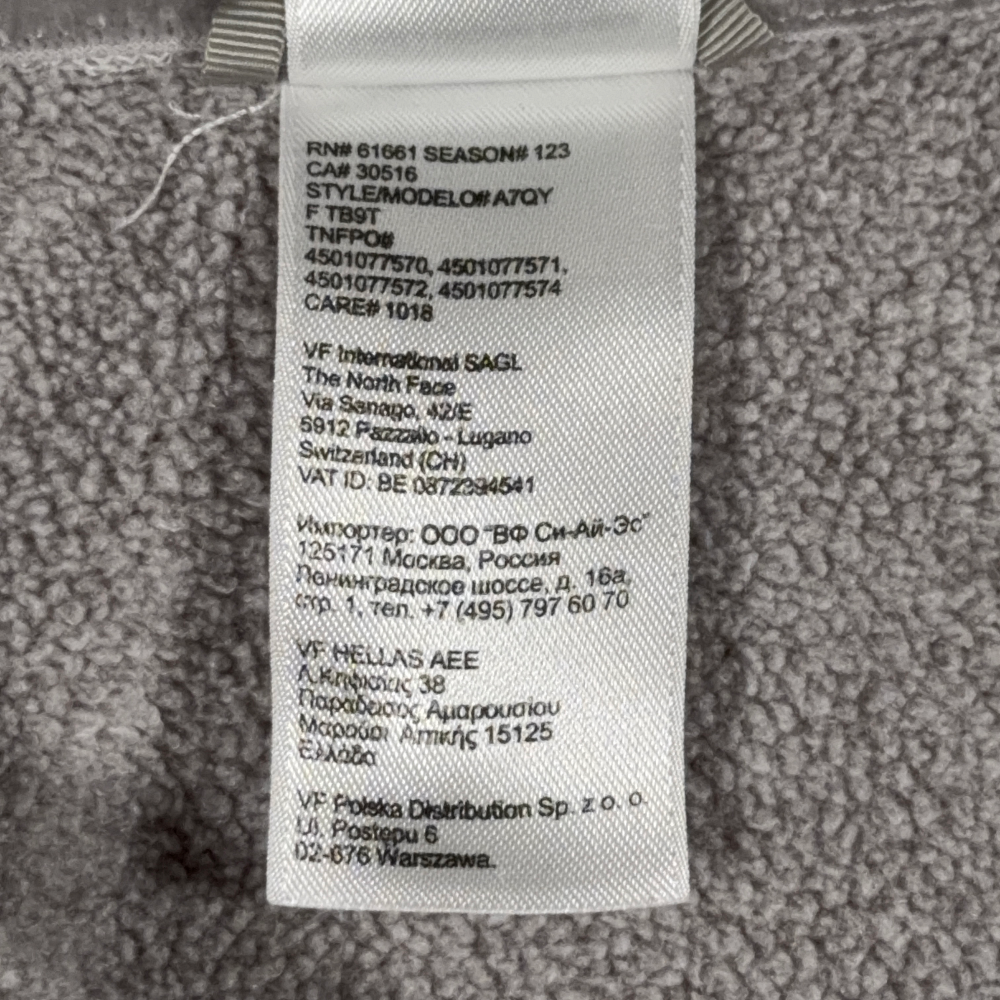 RN# 61661 SEASON# 123
CA# 30516
STYLE/MODELO# A7QY
F TB9T
TNFPO#
4501077570, 4501077571,
4501077572, 4501077574
CARE# 1018
VF International SAGL
The North Face
Via Senago, 42/E
6912 Pazzallo - Lugano
Switzerland (CH)
VAT ID: BE 0872394541
Импортер: ООО "ВФ Си-Ай-Эс"
125171 Москва, Россия
Ленинградское шоссе, д. 16а,
стр. 1, тел. +7 (495) 797 60 70
VF HELLAS AEE
Λ.Κηφισίας 38
Παράδεισος Αμαρουσίου
Μαρούσι Αττικής 15125
Ελλάδα
VF Polska Distribution Sp. z o. o.
Ul. Postepu 6
02-676 Warszawa.